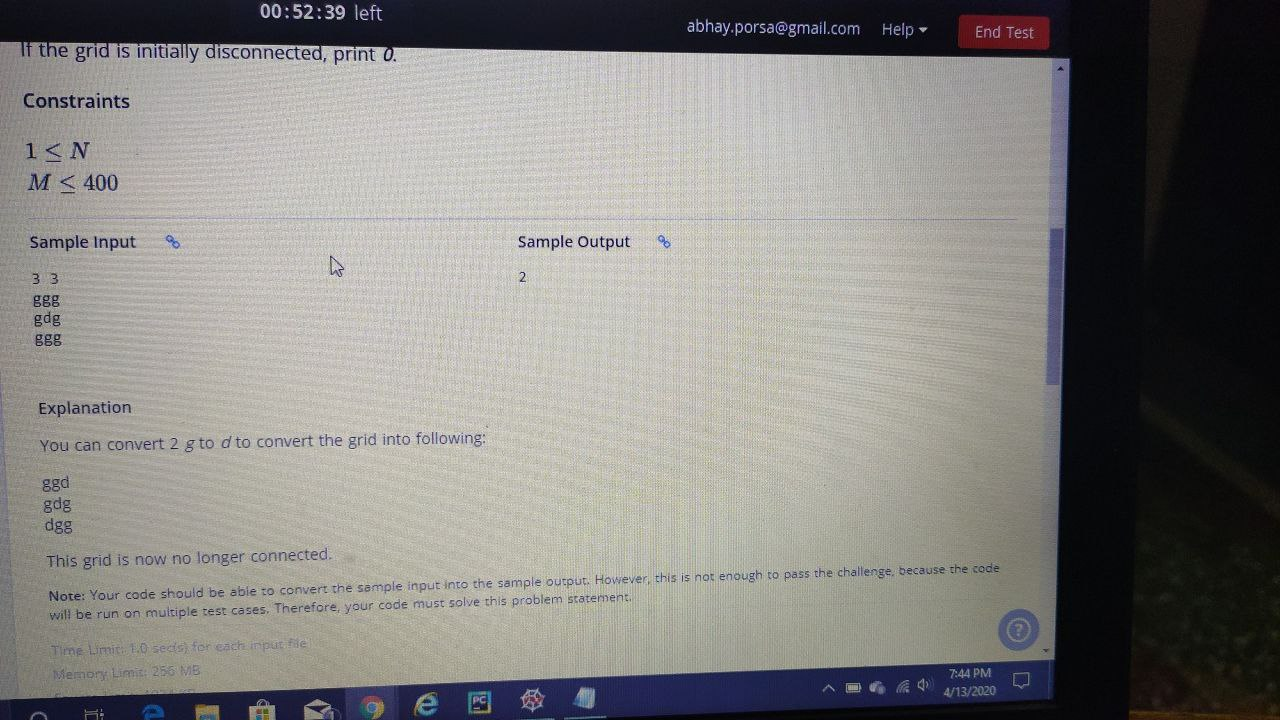 00:52:39 left
abhay.porsa@gmail.com Help
End Test
If the grid is initially disconnected, print 0.
Constraints
1 ≤ N
M ≤ 400
Sample Input
Sample Output
3 3
ggg
gdg
ggg
2
Explanation
You can convert 2 g to d to convert the grid into following:
ggd
gdg
dgg
This grid is now no longer connected.
Note: Your code should be able to convert the sample input into the sample output. However, this is not enough to pass the challenge, because the code
will be run on multiple test cases. Therefore, your code must solve this problem statement.
Time Limit: 1.0 sec(s) for each input file
Memory Limit: 256 MB
?
PC
7:44 PM
4/13/2020